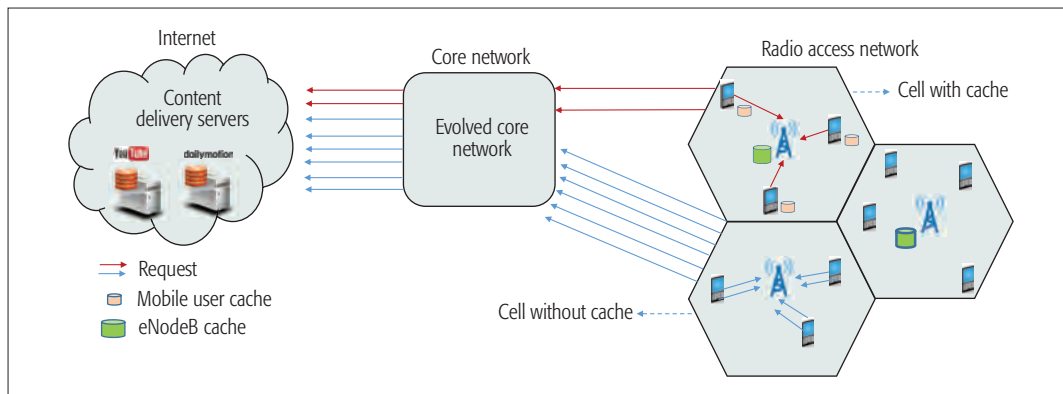 Internet
Content
delivery servers
YouTube
dailymotion
Request
Mobile user cache
eNodeB cache
Core network
Evolved core
network
Radio access network
Cell with cache
Cell without cache